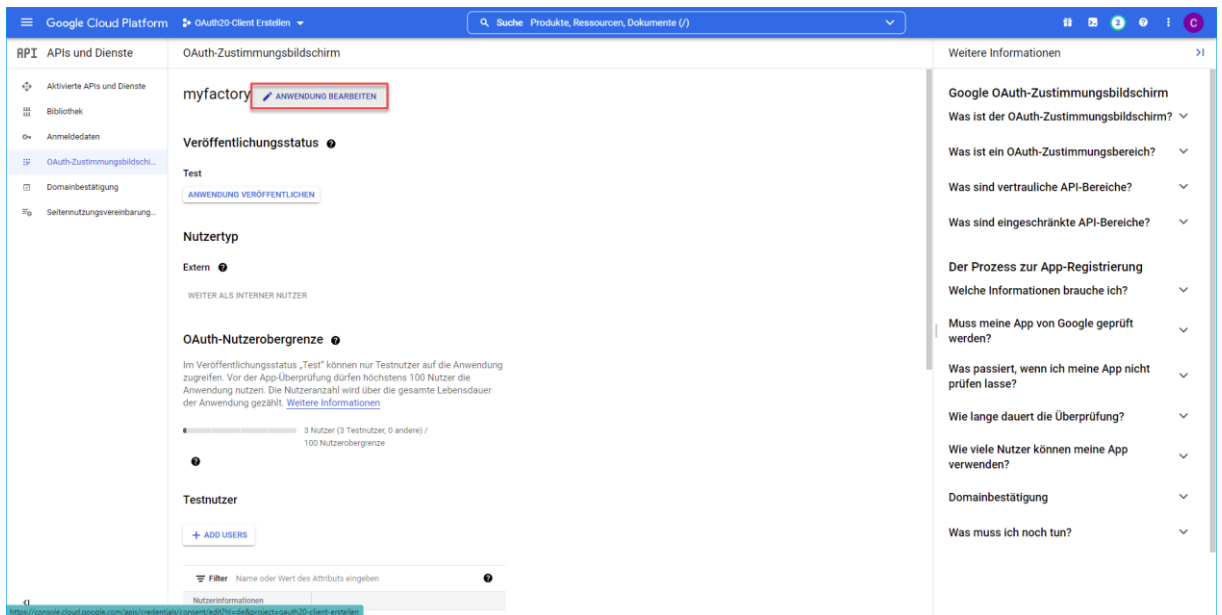 Google Cloud Platform OAuth20-Client Erstellen Suche Produkte, Ressourcen, Dokumente (/) 2 C
API APIs und Dienste
Aktivierte APIs und Dienste
Bibliothek
Anmeldedaten
OAuth-Zustimmungsbildschi...
Domainbestätigung
Seitennutzungsvereinbarung...
OAuth-Zustimmungsbildschirm
myfactory ANWENDUNG BEARBEITEN
Veröffentlichungsstatus
Test
ANWENDUNG VERÖFFENTLICHEN
Nutzertyp
Extern
WEITER ALS INTERNER NUTZER
OAuth-Nutzerobergrenze
Im Veröffentlichungsstatus „Test“ können nur Testnutzer auf die Anwendung
zugreifen. Vor der App-Überprüfung dürfen höchstens 100 Nutzer die
Anwendung nutzen. Die Nutzeranzahl wird über die gesamte Lebensdauer
der Anwendung gezählt. Weitere Informationen
3 Nutzer (3 Testnutzer, 0 andere) /
100 Nutzerobergrenze
Testnutzer
+ ADD USERS
Filter Name oder Wert des Attributs eingeben
Nutzerinformationen
Weitere Informationen
Google OAuth-Zustimmungsbildschirm
Was ist der OAuth-Zustimmungsbildschirm?
Was ist ein OAuth-Zustimmungsbereich?
Was sind vertrauliche API-Bereiche?
Was sind eingeschränkte API-Bereiche?
Der Prozess zur App-Registrierung
Welche Informationen brauche ich?
Muss meine App von Google geprüft
werden?
Was passiert, wenn ich meine App nicht
prüfen lasse?
Wie lange dauert die Überprüfung?
Wie viele Nutzer können meine App
verwenden?
Domainbestätigung
Was muss ich noch tun?
https://console.cloud.google.com/apis/credentials/consent/edit?hl=de&project=oauth20-client-erstellen